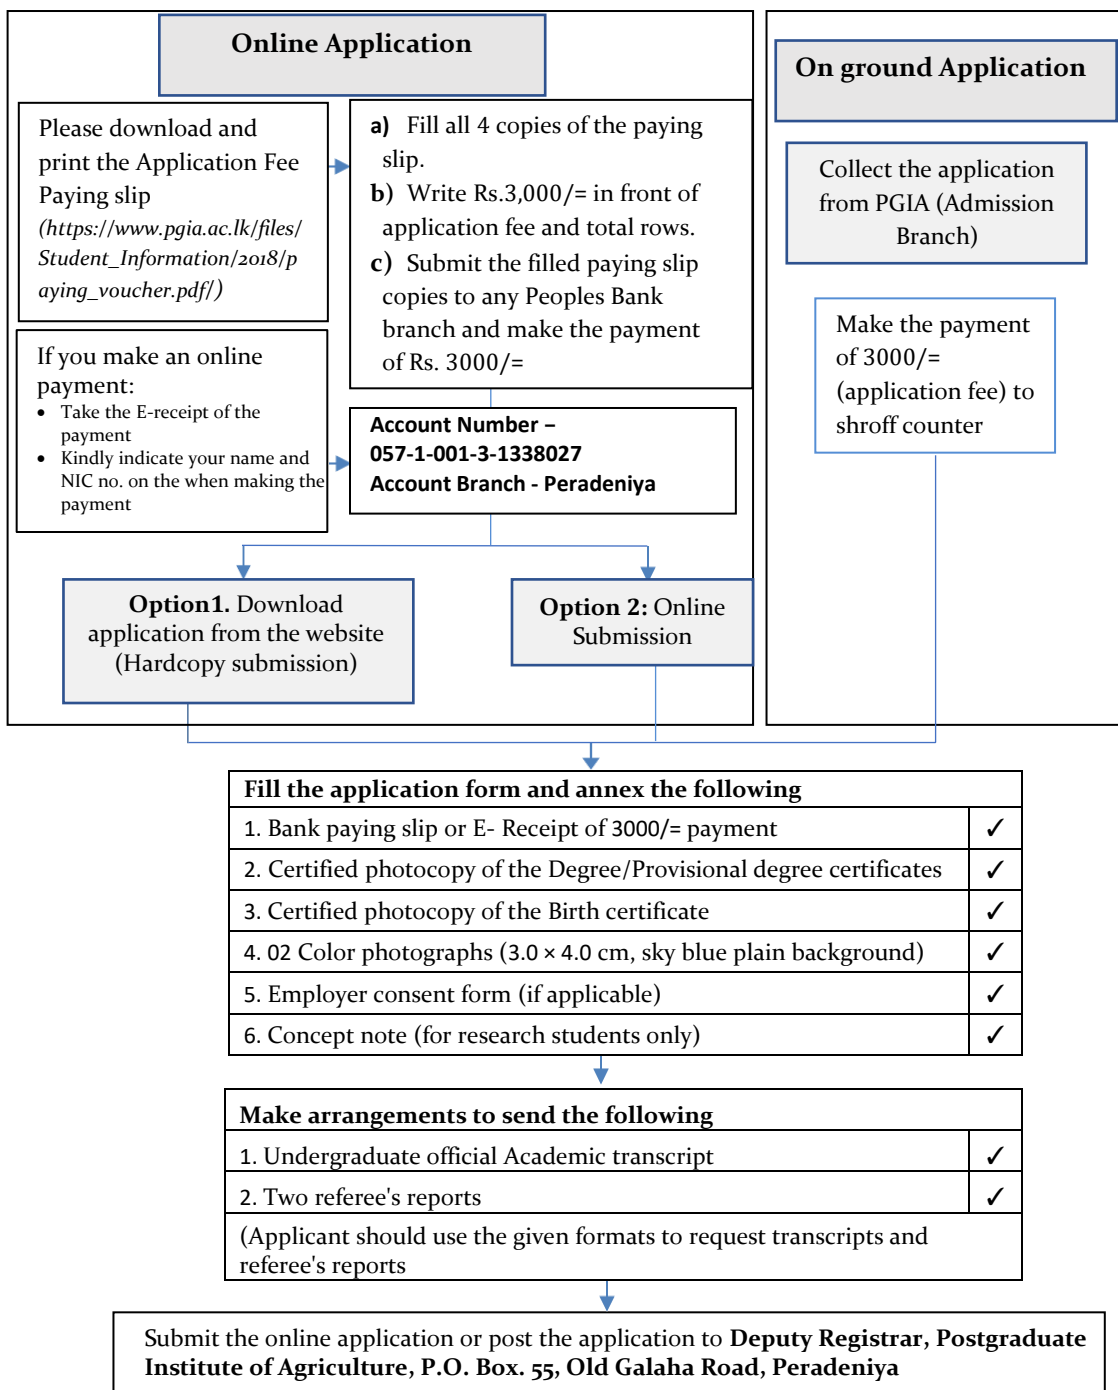 Online Application
Please download and
print the Application Fee
Paying slip
(https://www.pgia.ac.lk/files/
Student_Information/2018/p
aying_voucher.pdf/)
a) Fill all 4 copies of the paying
slip.
b) Write Rs.3,000/= in front of
application fee and total rows.
c) Submit the filled paying slip
copies to any Peoples Bank
branch and make the payment
of Rs. 3000/=
If you make an online
payment:
• Take the E-receipt of the
payment
• Kindly indicate your name and
NIC no. on the when making the
payment
Account Number –
057-1-001-3-1338027
Account Branch - Peradeniya
Option1. Download
application from the website
(Hardcopy submission)
Option 2: Online
Submission
On ground Application
Collect the application
from PGIA (Admission
Branch)
Make the payment
of 3000/=
(application fee) to
shroff counter
Fill the application form and annex the following
1. Bank paying slip or E- Receipt of 3000/= payment ✓
2. Certified photocopy of the Degree/Provisional degree certificates ✓
3. Certified photocopy of the Birth certificate ✓
4. 02 Color photographs (3.0 × 4.0 cm, sky blue plain background) ✓
5. Employer consent form (if applicable) ✓
6. Concept note (for research students only) ✓
Make arrangements to send the following
1. Undergraduate official Academic transcript ✓
2. Two referee's reports ✓
(Applicant should use the given formats to request transcripts and
referee's reports
Submit the online application or post the application to Deputy Registrar, Postgraduate
Institute of Agriculture, P.O. Box. 55, Old Galaha Road, Peradeniya